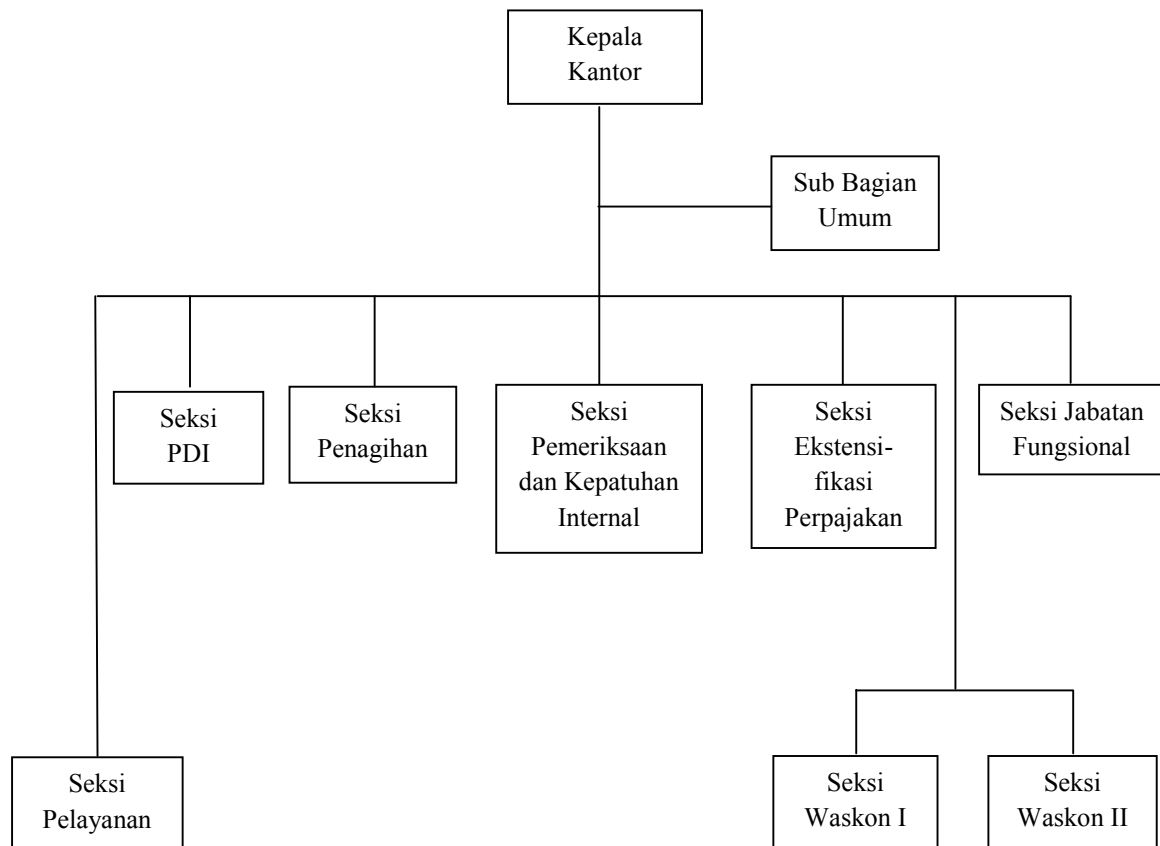 Kepala
Kantor
Sub Bagian
Umum
Seksi
PDI
Seksi
Penagihan
Seksi
Pemeriksaan
dan Kepatuhan
Internal
Seksi
Ekstensi-
fikasi
Perpajakan
Seksi Jabatan
Fungsional
Seksi
Pelayanan
Seksi
Waskon I
Seksi
Waskon II